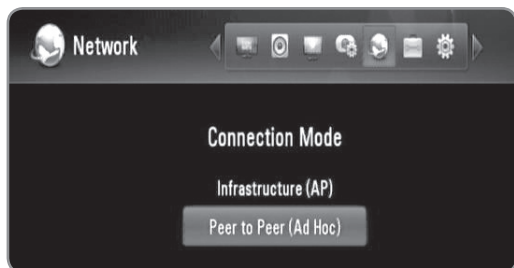 Network
Connection Mode
Infrastructure (AP)
Peer to Peer (Ad Hoc)